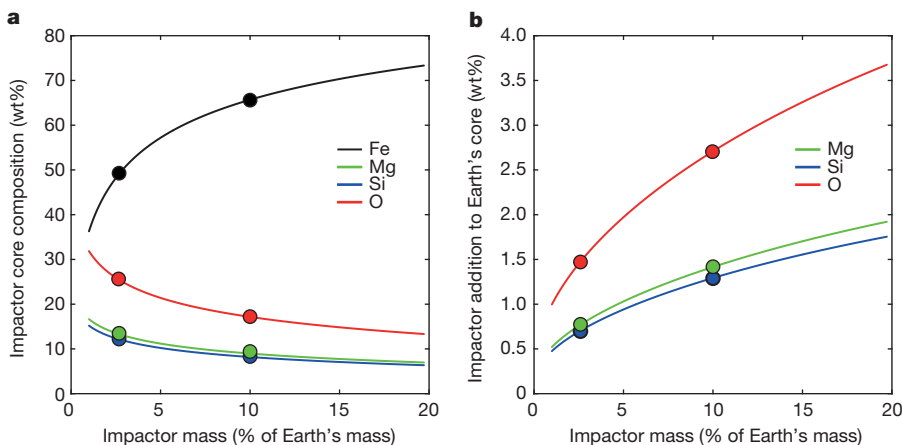 a
Impactor core composition (wt%)
80
70
60
50
40
30
20
10
0
0
5
10
15
20
Impactor mass (% of Earth's mass)
Fe
Mg
Si
O
b
Impactor addition to Earth's core (wt%)
4.0
3.5
3.0
2.5
2.0
1.5
1.0
0.5
0
0
5
10
15
20
Impactor mass (% of Earth's mass)
Mg
Si
O